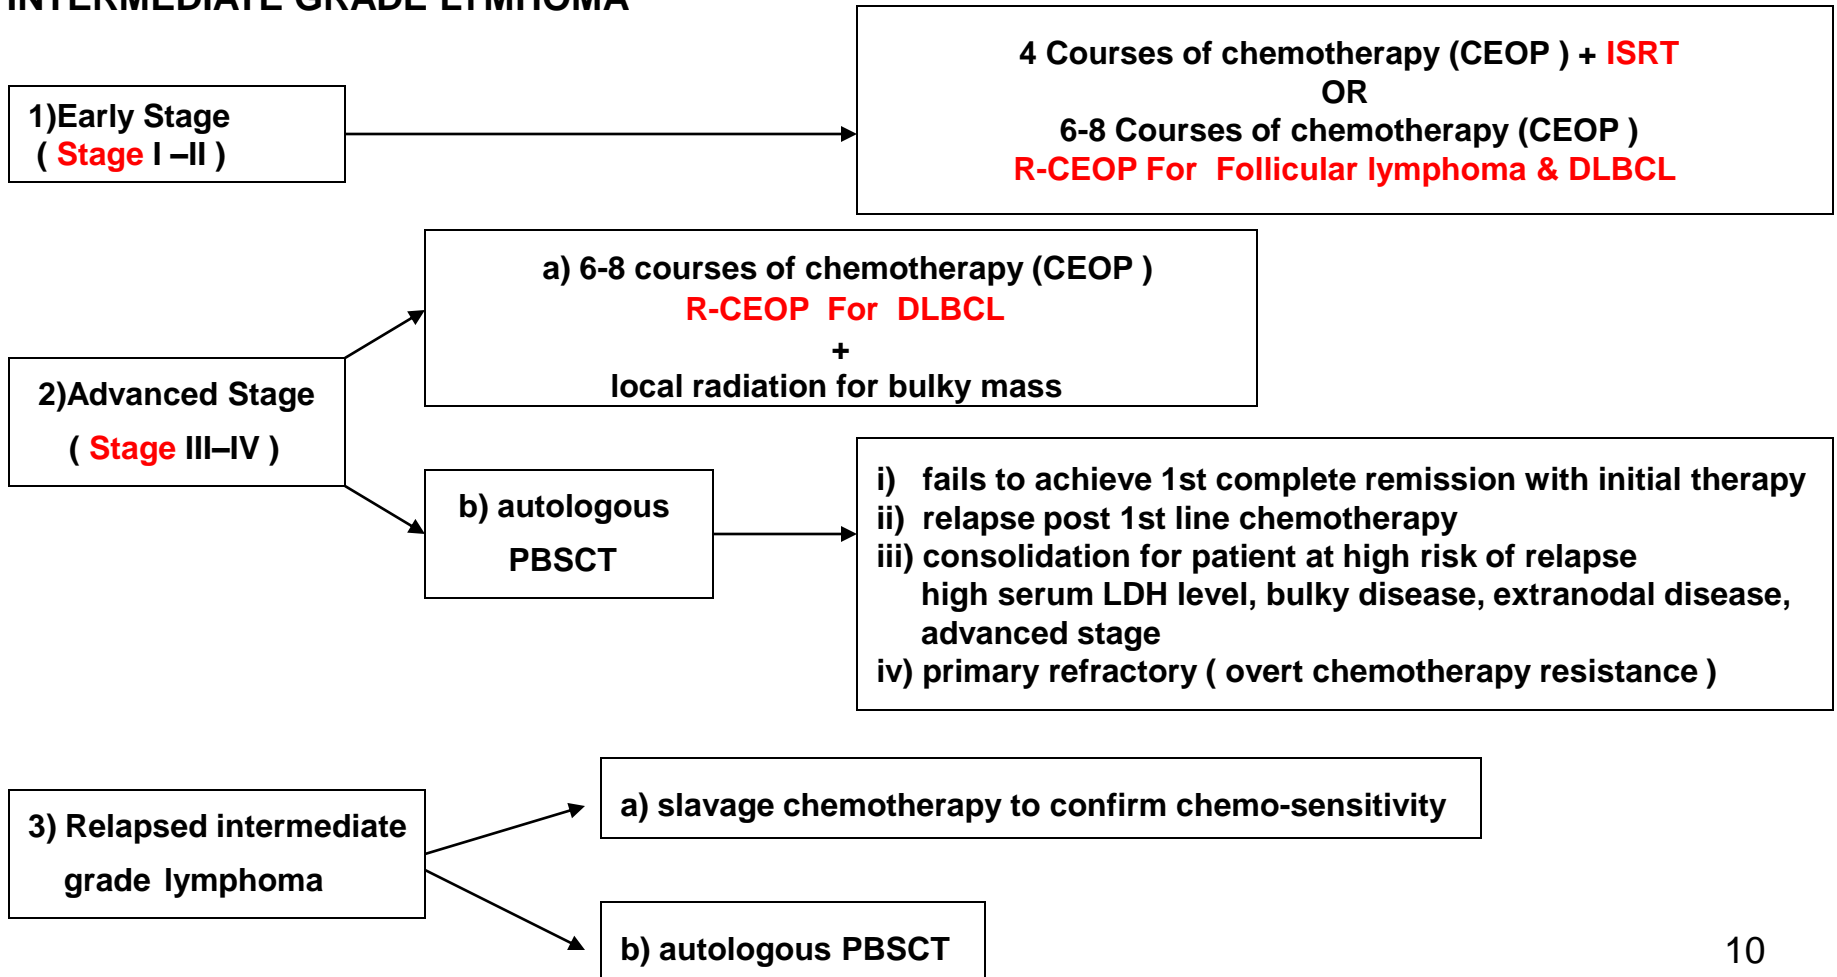 INTERMEDIATE GRADE LYMHOMA
4 Courses of chemotherapy (CEOP ) + ISRT
OR
6-8 Courses of chemotherapy (CEOP )
R-CEOP For Follicular lymphoma & DLBCL
1)Early Stage
( Stage I –II )
a) 6-8 courses of chemotherapy (CEOP )
R-CEOP For DLBCL
+
local radiation for bulky mass
2)Advanced Stage
( Stage III–IV )
b) autologous
PBSCT
i) fails to achieve 1st complete remission with initial therapy
ii) relapse post 1st line chemotherapy
iii) consolidation for patient at high risk of relapse
high serum LDH level, bulky disease, extranodal disease,
advanced stage
iv) primary refractory ( overt chemotherapy resistance )
3) Relapsed intermediate
grade lymphoma
a) slavage chemotherapy to confirm chemo-sensitivity
b) autologous PBSCT
10